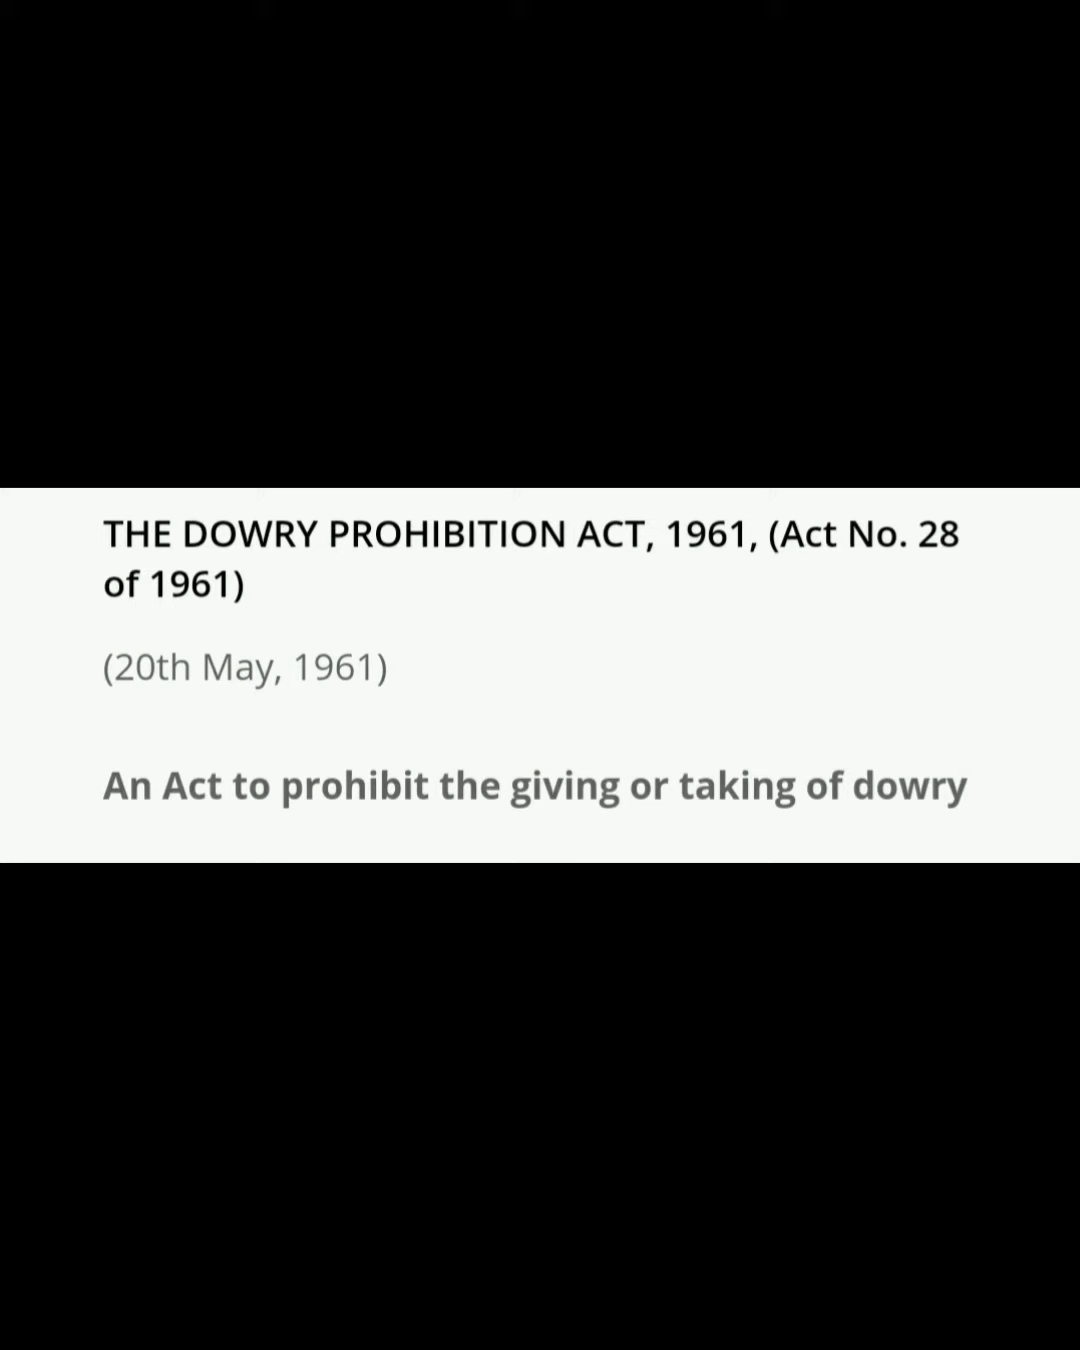 THE DOWRY PROHIBITION ACT, 1961, (Act No. 28
of 1961)
(20th May, 1961)
An Act to prohibit the giving or taking of dowry